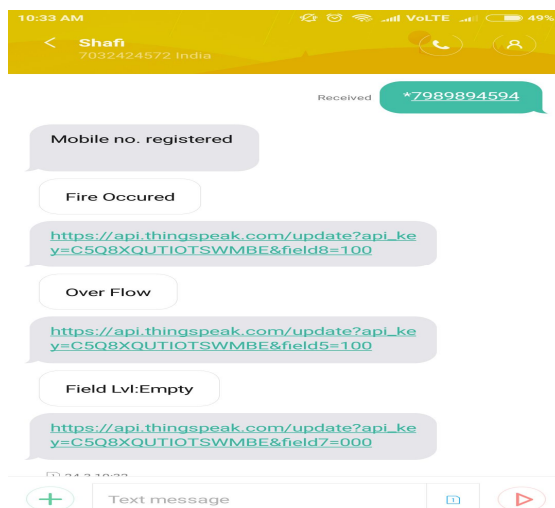 10:33 AM VoLTE 49%
Shafi
7032424572 India
Received *7989894594
Mobile no. registered
Fire Occured
https://api.thingspeak.com/update?api_ke
y=C5Q8XQUTIOTSWMBE&field8=100
Over Flow
https://api.thingspeak.com/update?api_ke
y=C5Q8XQUTIOTSWMBE&field5=100
Field Lvl:Empty
https://api.thingspeak.com/update?api_ke
y=C5Q8XQUTIOTSWMBE&field7=000
Text message
1